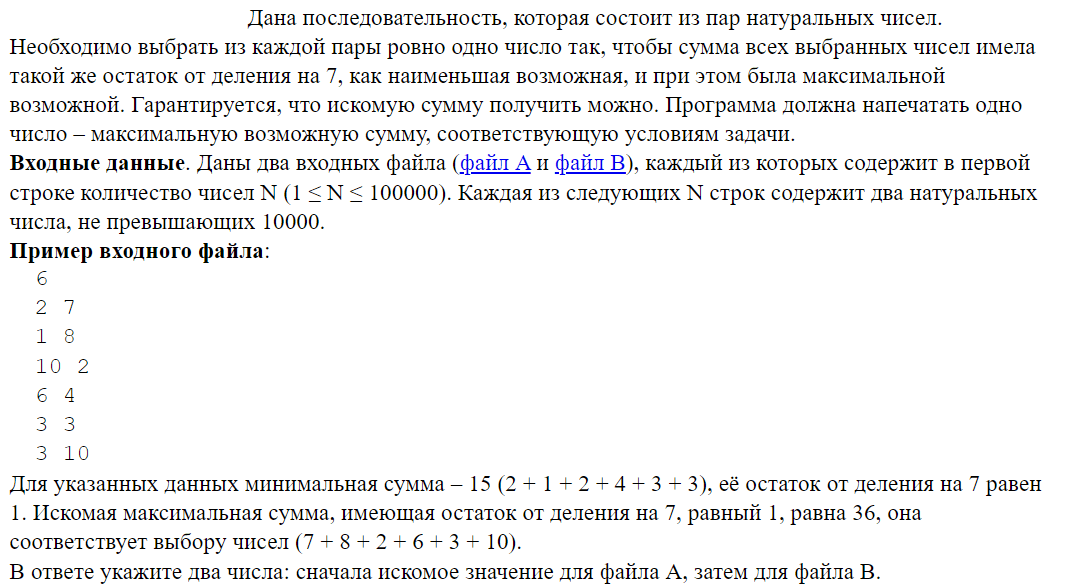 Дана последовательность, которая состоит из пар натуральных чисел.
Необходимо выбрать из каждой пары ровно одно число так, чтобы сумма всех выбранных чисел имела
такой же остаток от деления на 7, как наименьшая возможная, и при этом была максимальной
возможной. Гарантируется, что искомую сумму получить можно. Программа должна напечатать одно
число – максимальную возможную сумму, соответствующую условиям задачи.
Входные данные. Даны два входных файла (файл A и файл B), каждый из которых содержит в первой
строке количество чисел N (1 ≤ N ≤ 100000). Каждая из следующих N строк содержит два натуральных
числа, не превышающих 10000.
Пример входного файла:
6
2 7
1 8
10 2
6 4
3 3
3 10
Для указанных данных минимальная сумма – 15 (2 + 1 + 2 + 4 + 3 + 3), её остаток от деления на 7 равен
1. Искомая максимальная сумма, имеющая остаток от деления на 7, равный 1, равна 36, она
соответствует выбору чисел (7 + 8 + 2 + 6 + 3 + 10).
В ответе укажите два числа: сначала искомое значение для файла A, затем для файла B.